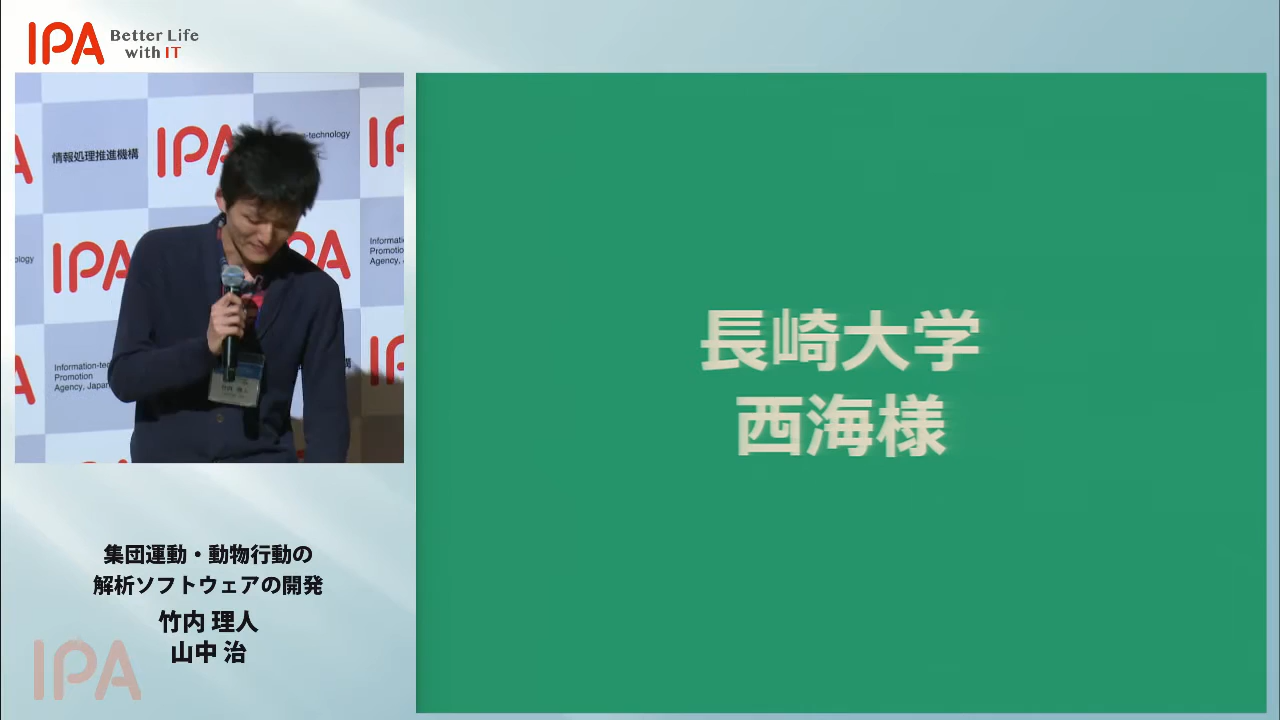 IPA
Better Life
with IT
情報処理推進機構
IPA
IPA
Information-technology
Promotion
Agency, Japan
長崎大学
西海様
集団運動・動物行動の
解析ソフトウェアの開発
竹内 理人
山中 治
IPA